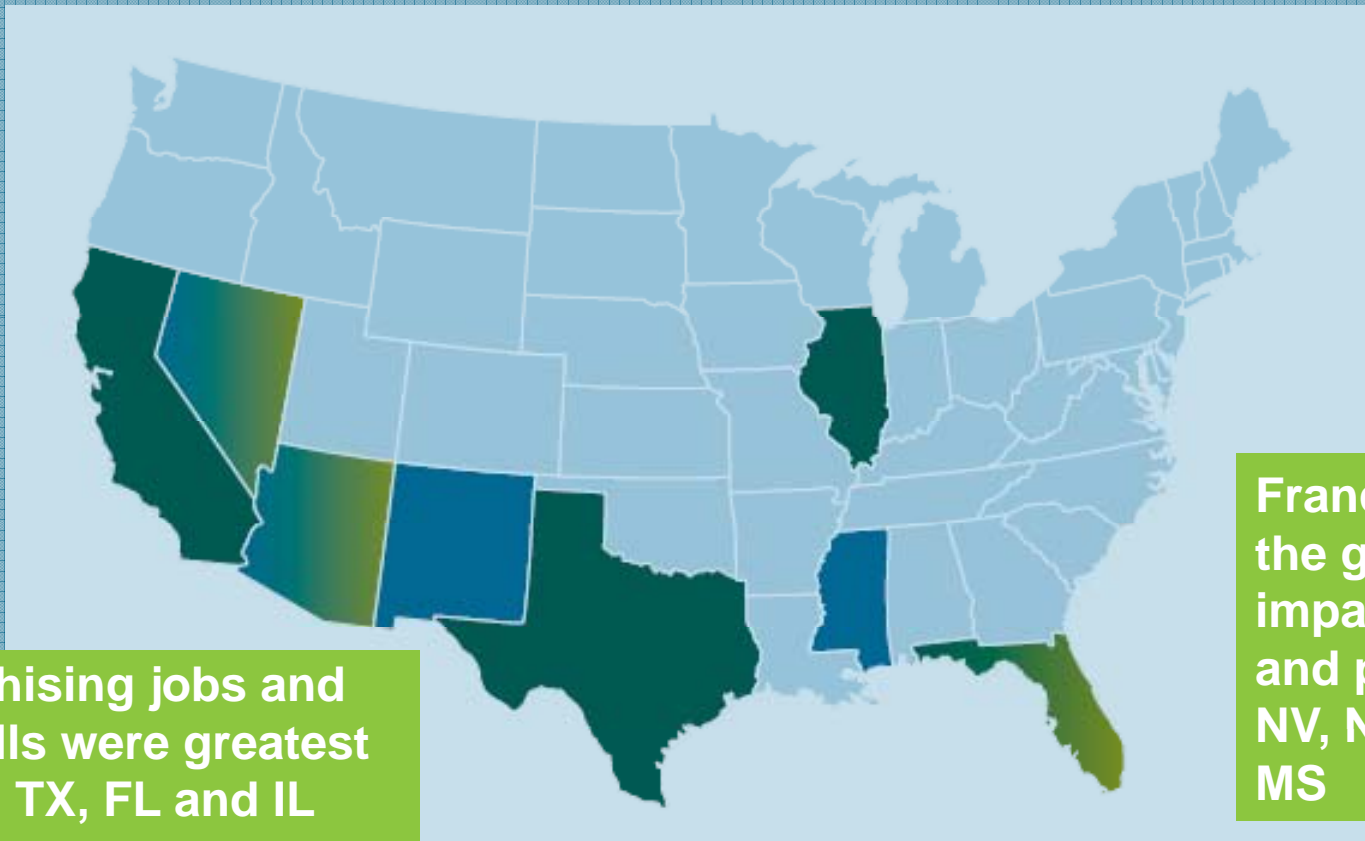 hising jobs and
lls were greatest
TX, FL and IL
Franc
the g
impa
and p
NV, N
MS